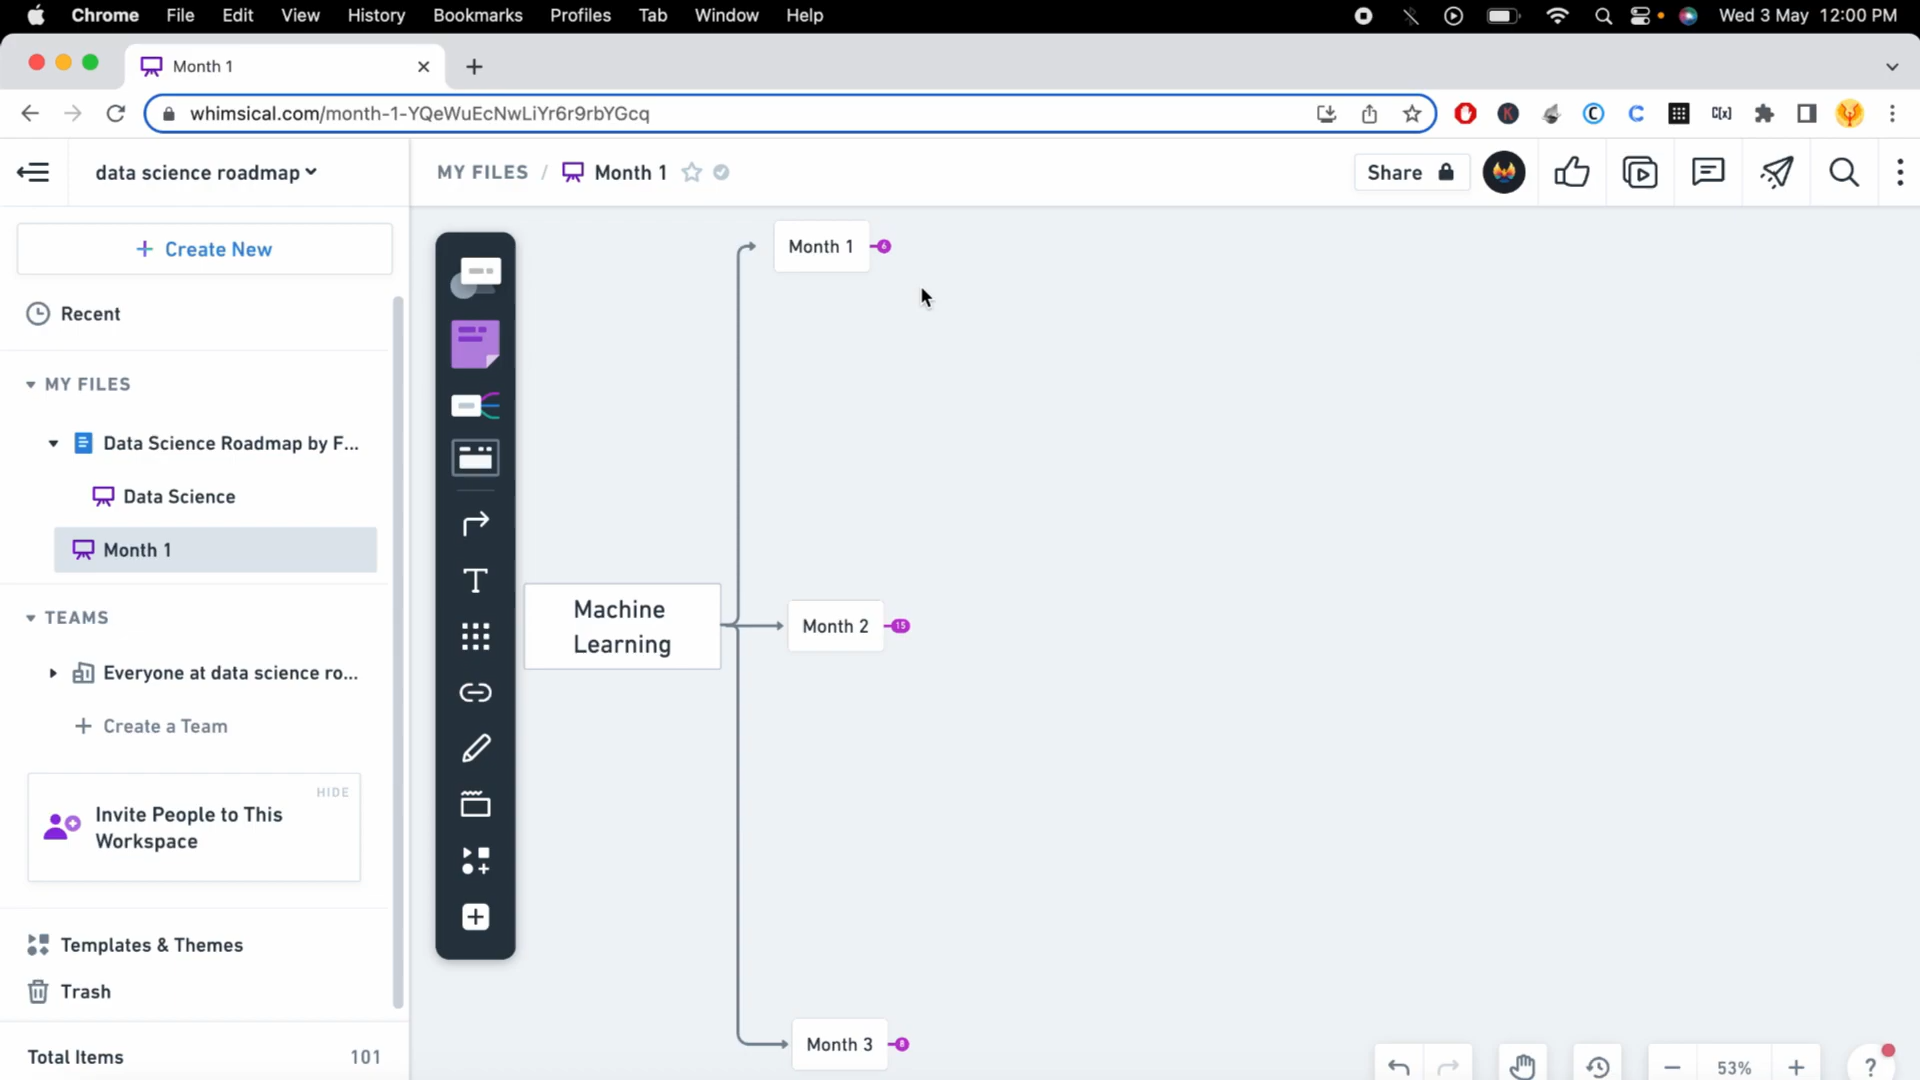 Chrome File Edit View History Bookmarks Profiles Tab Window Help Wed 3 May 12:00 PM
Month 1
whimsical.com/month-1-YQeWuEcNwLiYr6r9rbYGcq
data science roadmap
MY FILES / Month 1
Share
Create New
Recent
MY FILES
Data Science Roadmap by F...
Data Science
Month 1
TEAMS
Everyone at data science ro...
Create a Team
HIDE
Invite People to This
Workspace
Templates & Themes
Trash
Total Items 101
Month 1 6
Machine
Learning
Month 2 15
Month 3 8
53%